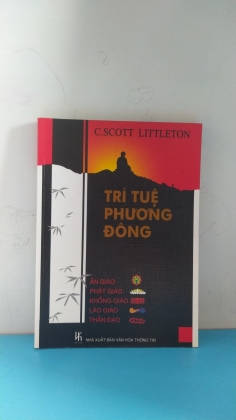 C.SCOTT LITTLETON
TRÍ TUỆ
PHƯƠNG
ĐÔNG
ẤN GIÁO
PHẬT GIÁO
KHỔNG GIÁO
LÃO GIÁO
THẦN ĐẠO
NHÀ XUẤT BẢN VĂN HÓA THÔNG TIN